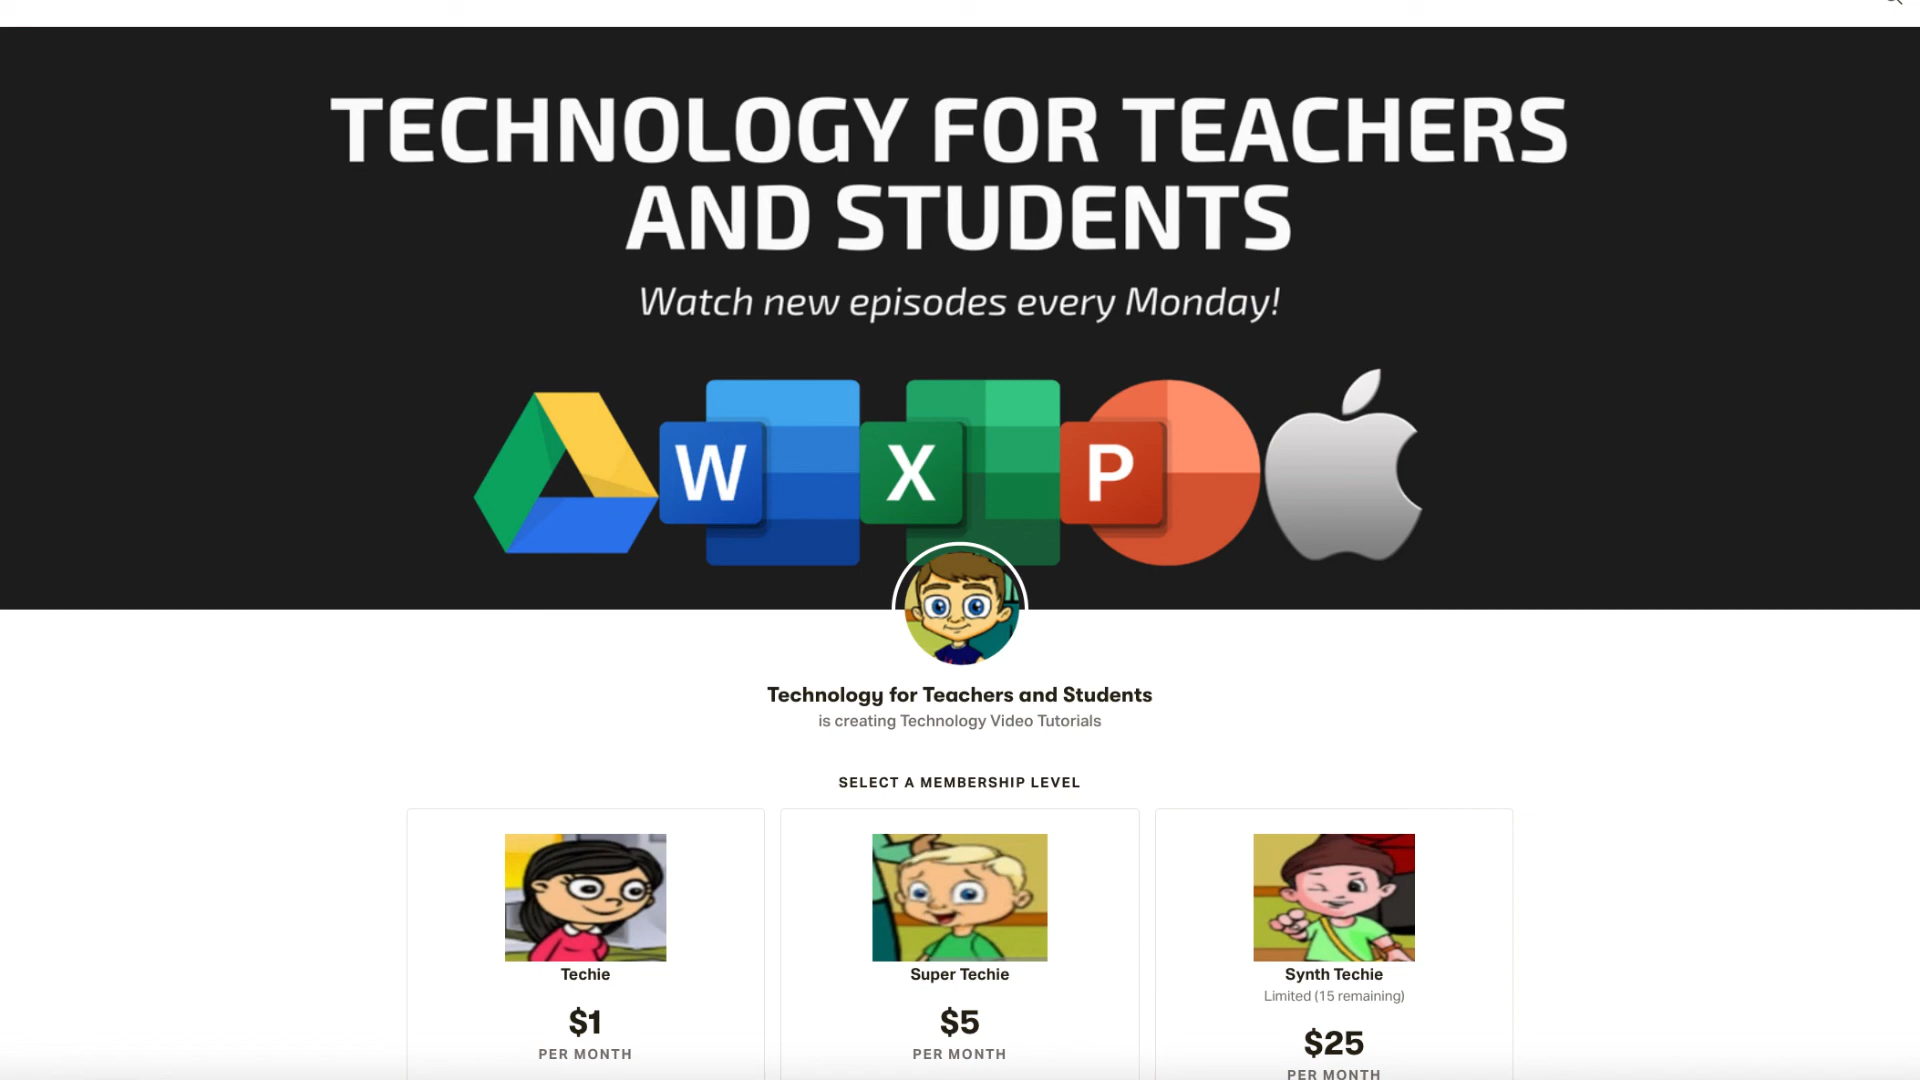 TECHNOLOGY FOR TEACHERS
AND STUDENTS
Watch new episodes every Monday!
W X P
Technology for Teachers and Students
is creating Technology Video Tutorials
SELECT A MEMBERSHIP LEVEL
Techie
$1
PER MONTH
Super Techie
$5
PER MONTH
Synth Techie
Limited (15 remaining)
$25
PER MONTH